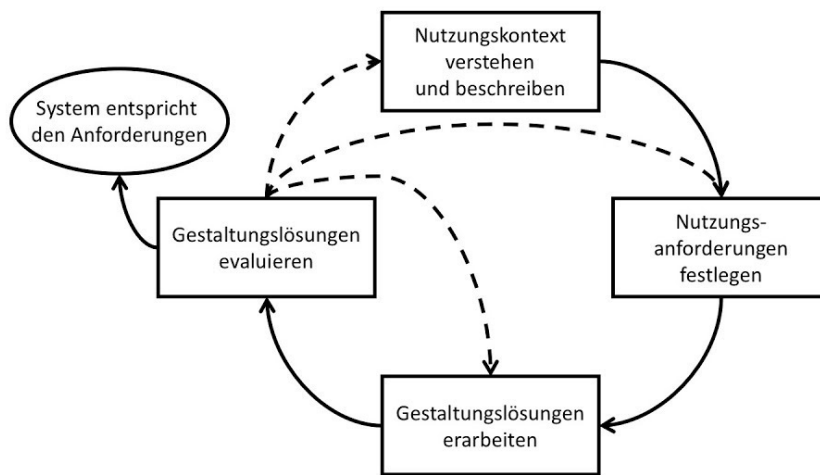 Nutzungskontext
verstehen
und beschreiben
System entspricht
den Anforderungen
Gestaltungslösungen
evaluieren
Nutzungs-
anforderungen
festlegen
Gestaltungslösungen
erarbeiten